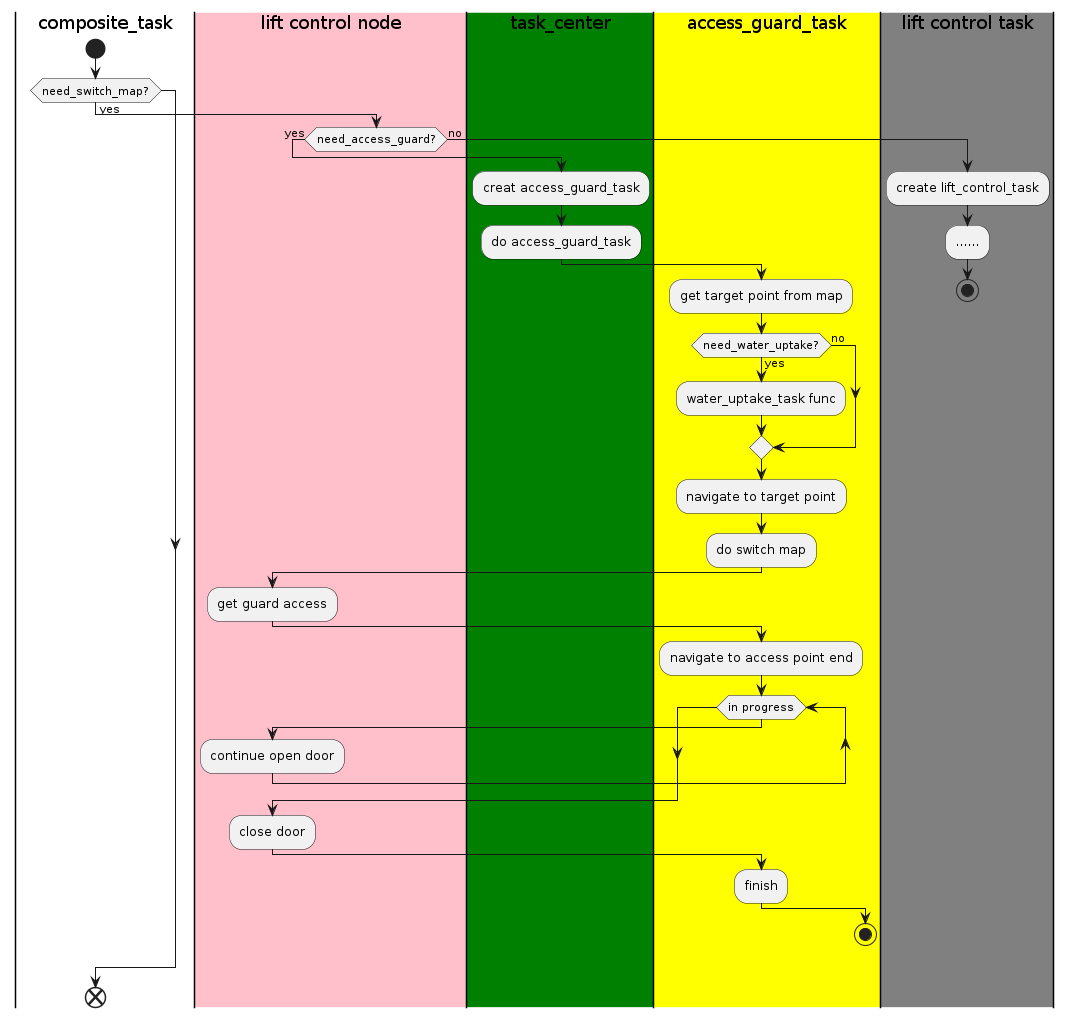 composite_task
lift control node
task_center
access_guard_task
lift control task
need_switch_map?
yes
need_access_guard?
yes
no
creat access_guard_task
create lift_control_task
do access_guard_task
......
get target point from map
need_water_uptake?
no
yes
water_uptake_task func
navigate to target point
do switch map
get guard access
navigate to access point end
in progress
continue open door
close door
finish